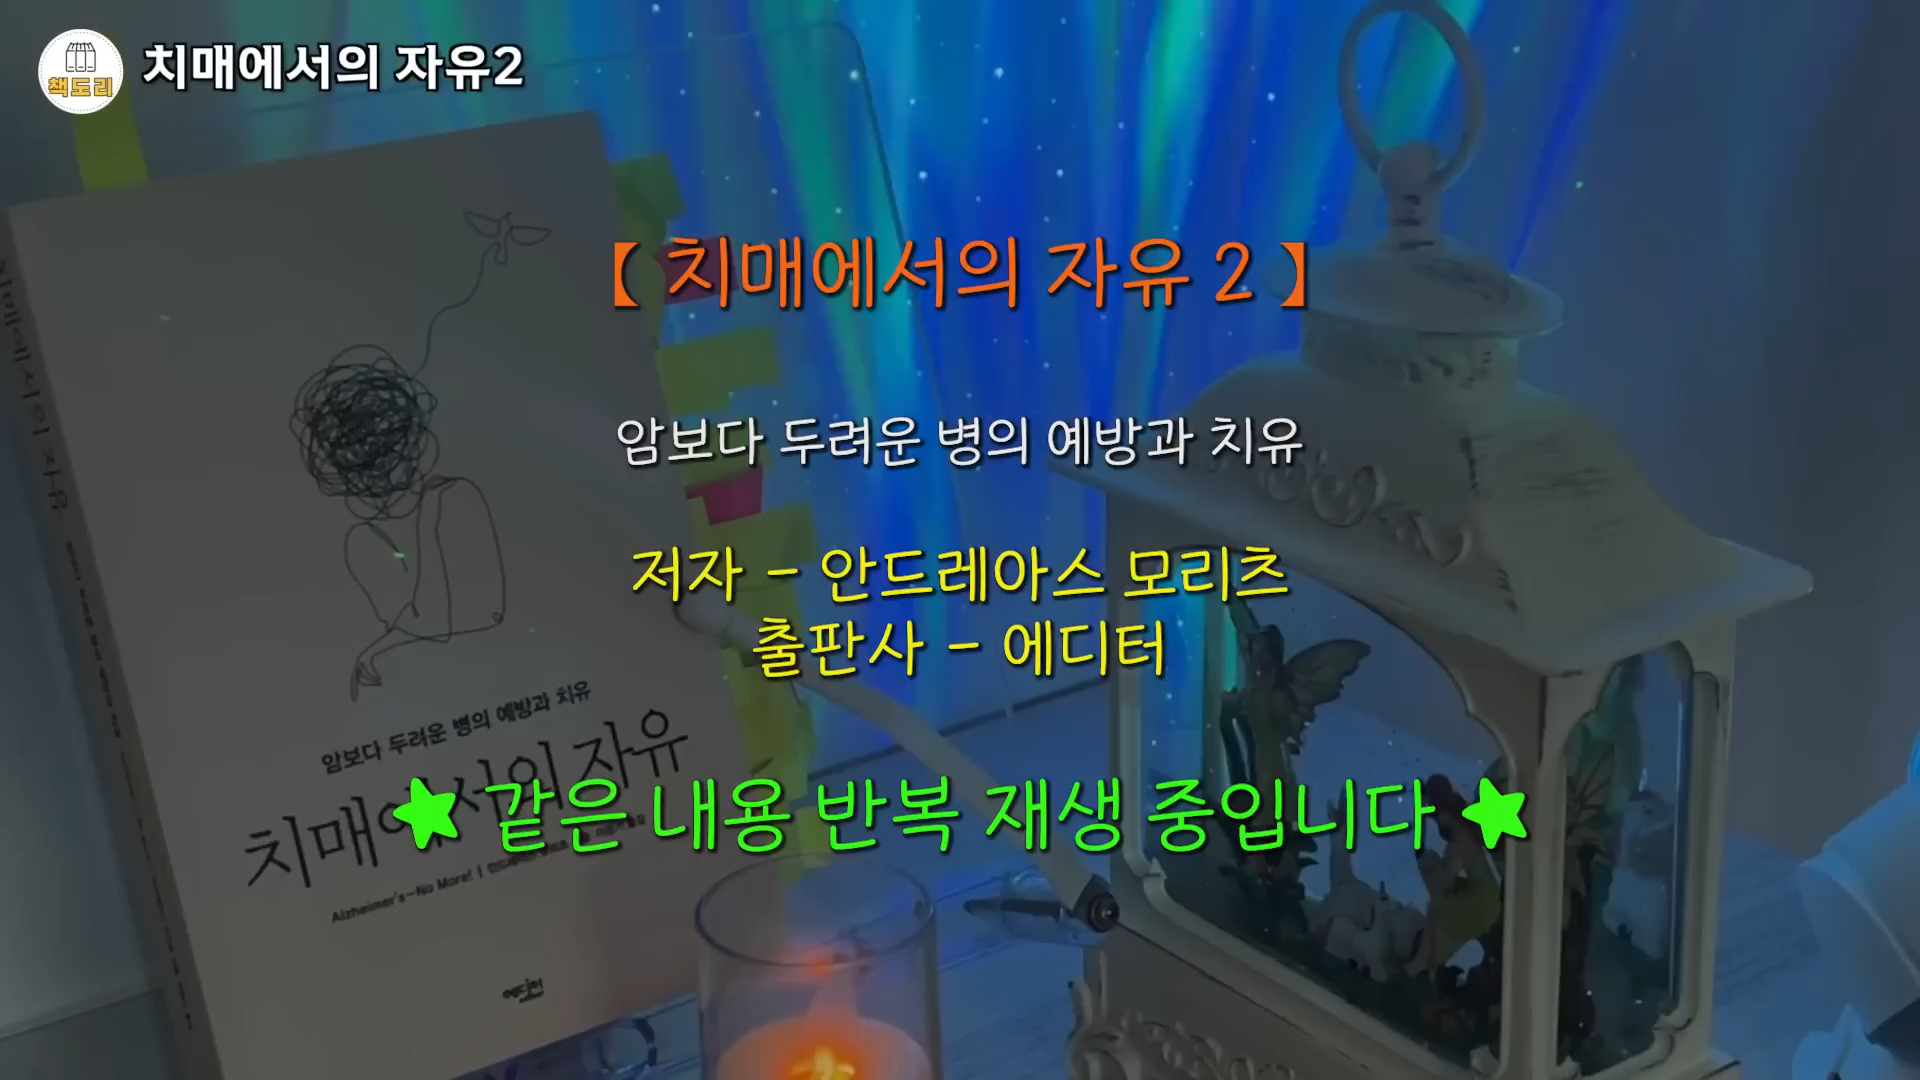 책도리
치매에서의 자유2
【 치매에서의 자유 2 】
암보다 두려운 병의 예방과 치유
저자 - 안드레아스 모리츠
출판사 - 에디터
★ 같은 내용 반복 재생 중입니다 ★
암보다 두려운 병의 예방과 치유
치매에서의 자유
Alzheimer's-No More! |
에디터